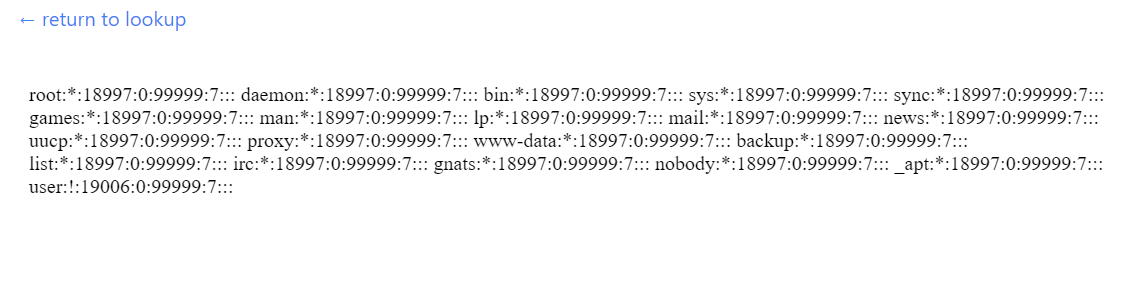 ← return to lookup
root:*:18997:0:99999:7::: daemon:*:18997:0:99999:7::: bin:*:18997:0:99999:7::: sys:*:18997:0:99999:7::: sync:*:18997:0:99999:7:::
games:*:18997:0:99999:7::: man:*:18997:0:99999:7::: lp:*:18997:0:99999:7::: mail:*:18997:0:99999:7::: news:*:18997:0:99999:7:::
uucp:*:18997:0:99999:7::: proxy:*:18997:0:99999:7::: www-data:*:18997:0:99999:7::: backup:*:18997:0:99999:7:::
list:*:18997:0:99999:7::: irc:*:18997:0:99999:7::: gnats:*:18997:0:99999:7::: nobody:*:18997:0:99999:7::: _apt:*:18997:0:99999:7:::
user:!:19006:0:99999:7:::